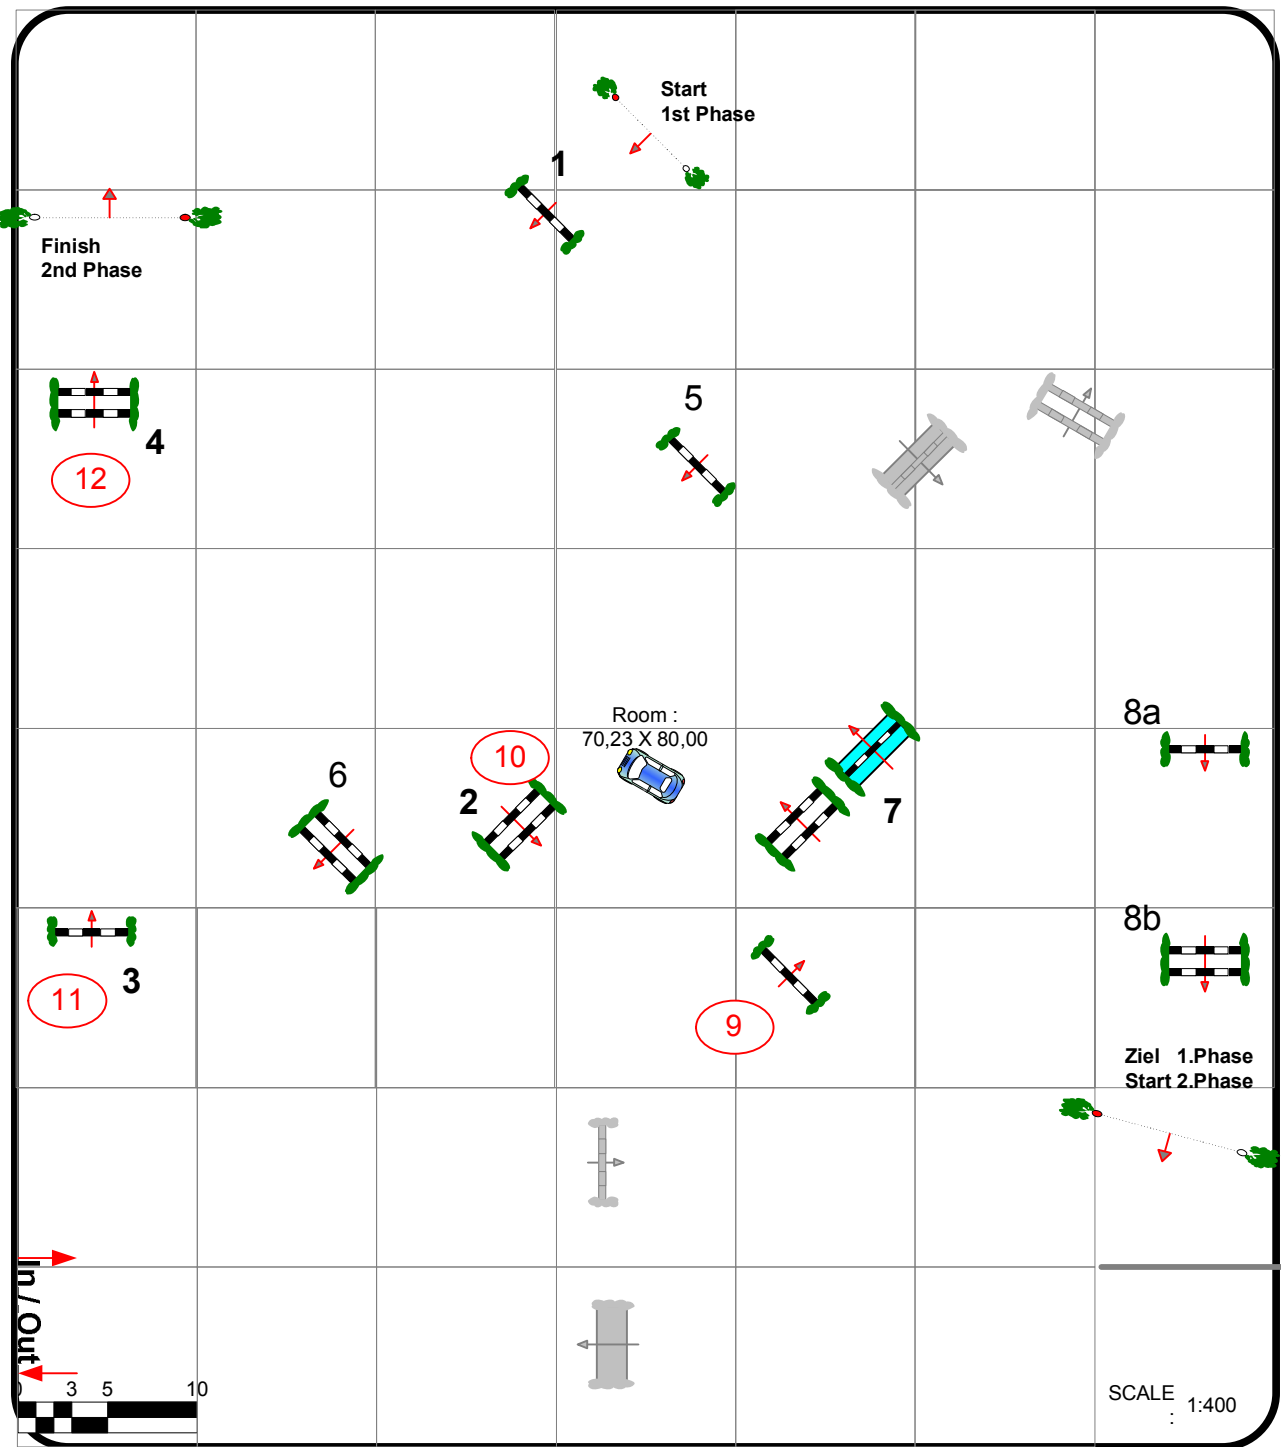 Start
1st Phase
1
Finish
2nd Phase
5
4
12
8a
Room :
70,23 X 80,00
10
6
2
7
8b
3
11
9
Ziel 1.Phase
Start 2.Phase
In / Out
0 3 5 10
SCALE : 1:400